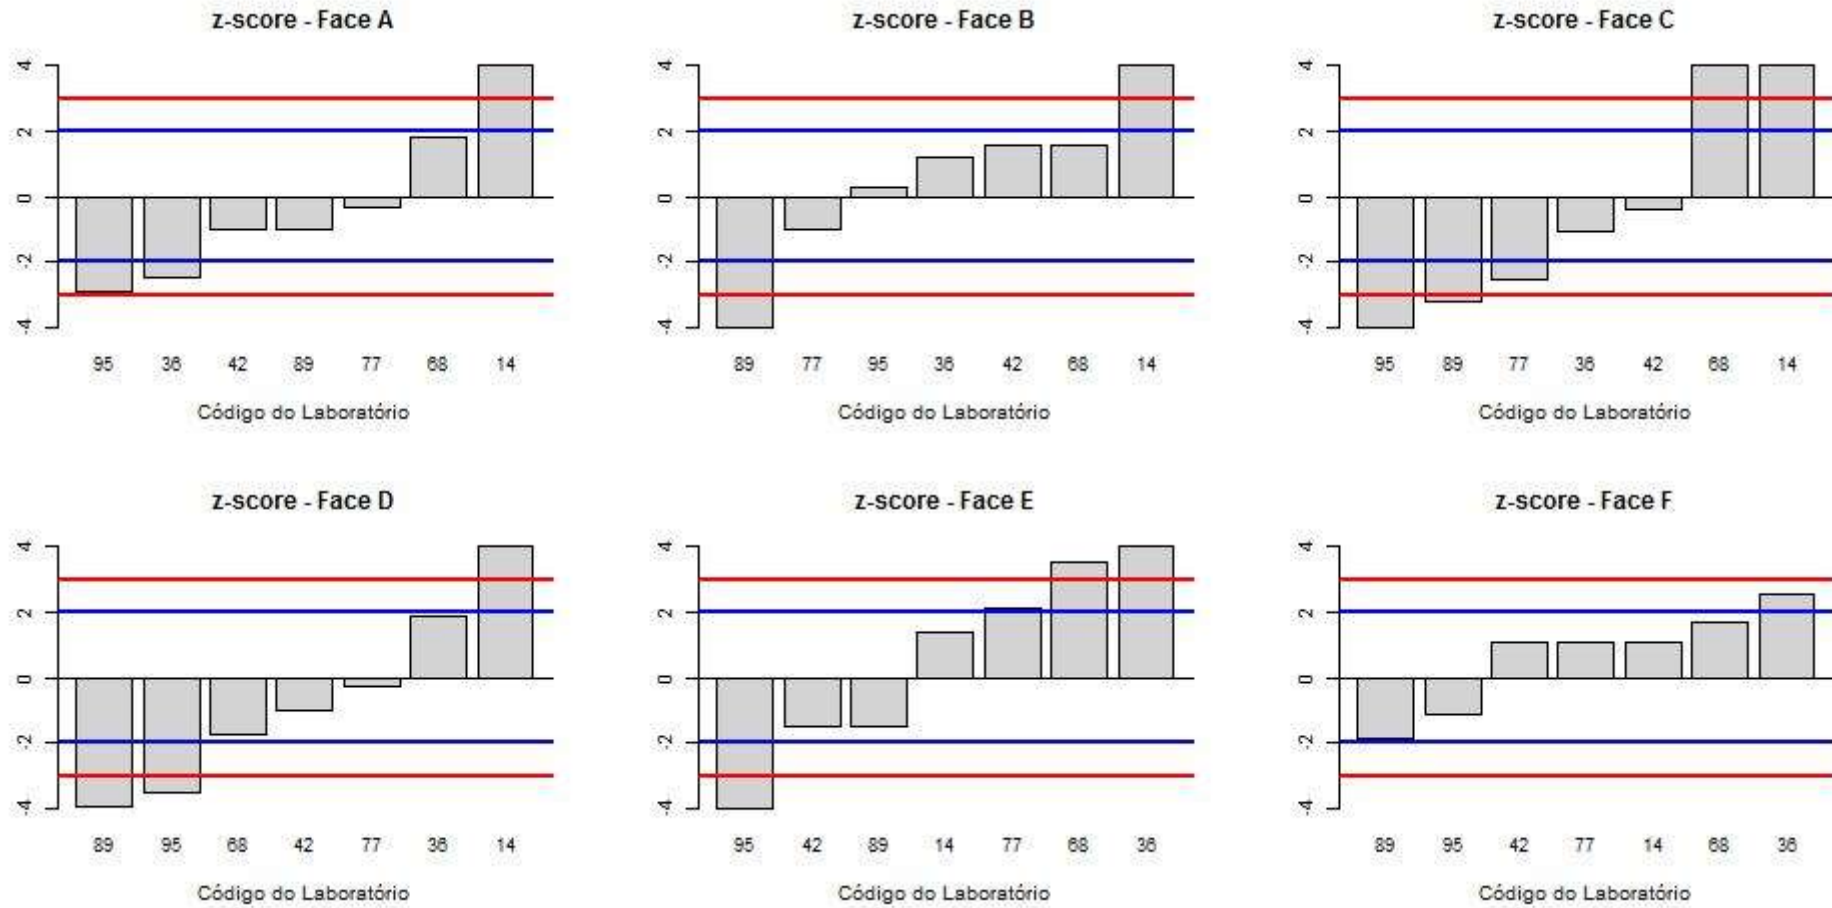 z-score - Face A
4
2
0
-2
-4
95 36 42 89 77 68 14
Código do Laboratório
z-score - Face B
4
2
0
-2
-4
89 77 95 36 42 68 14
Código do Laboratório
z-score - Face C
4
2
0
-2
-4
95 89 77 36 42 68 14
Código do Laboratório
z-score - Face D
4
2
0
-2
-4
89 95 68 42 77 36 14
Código do Laboratório
z-score - Face E
4
2
0
-2
-4
95 42 89 14 77 68 36
Código do Laboratório
z-score - Face F
4
2
0
-2
-4
89 95 42 77 14 68 36
Código do Laboratório